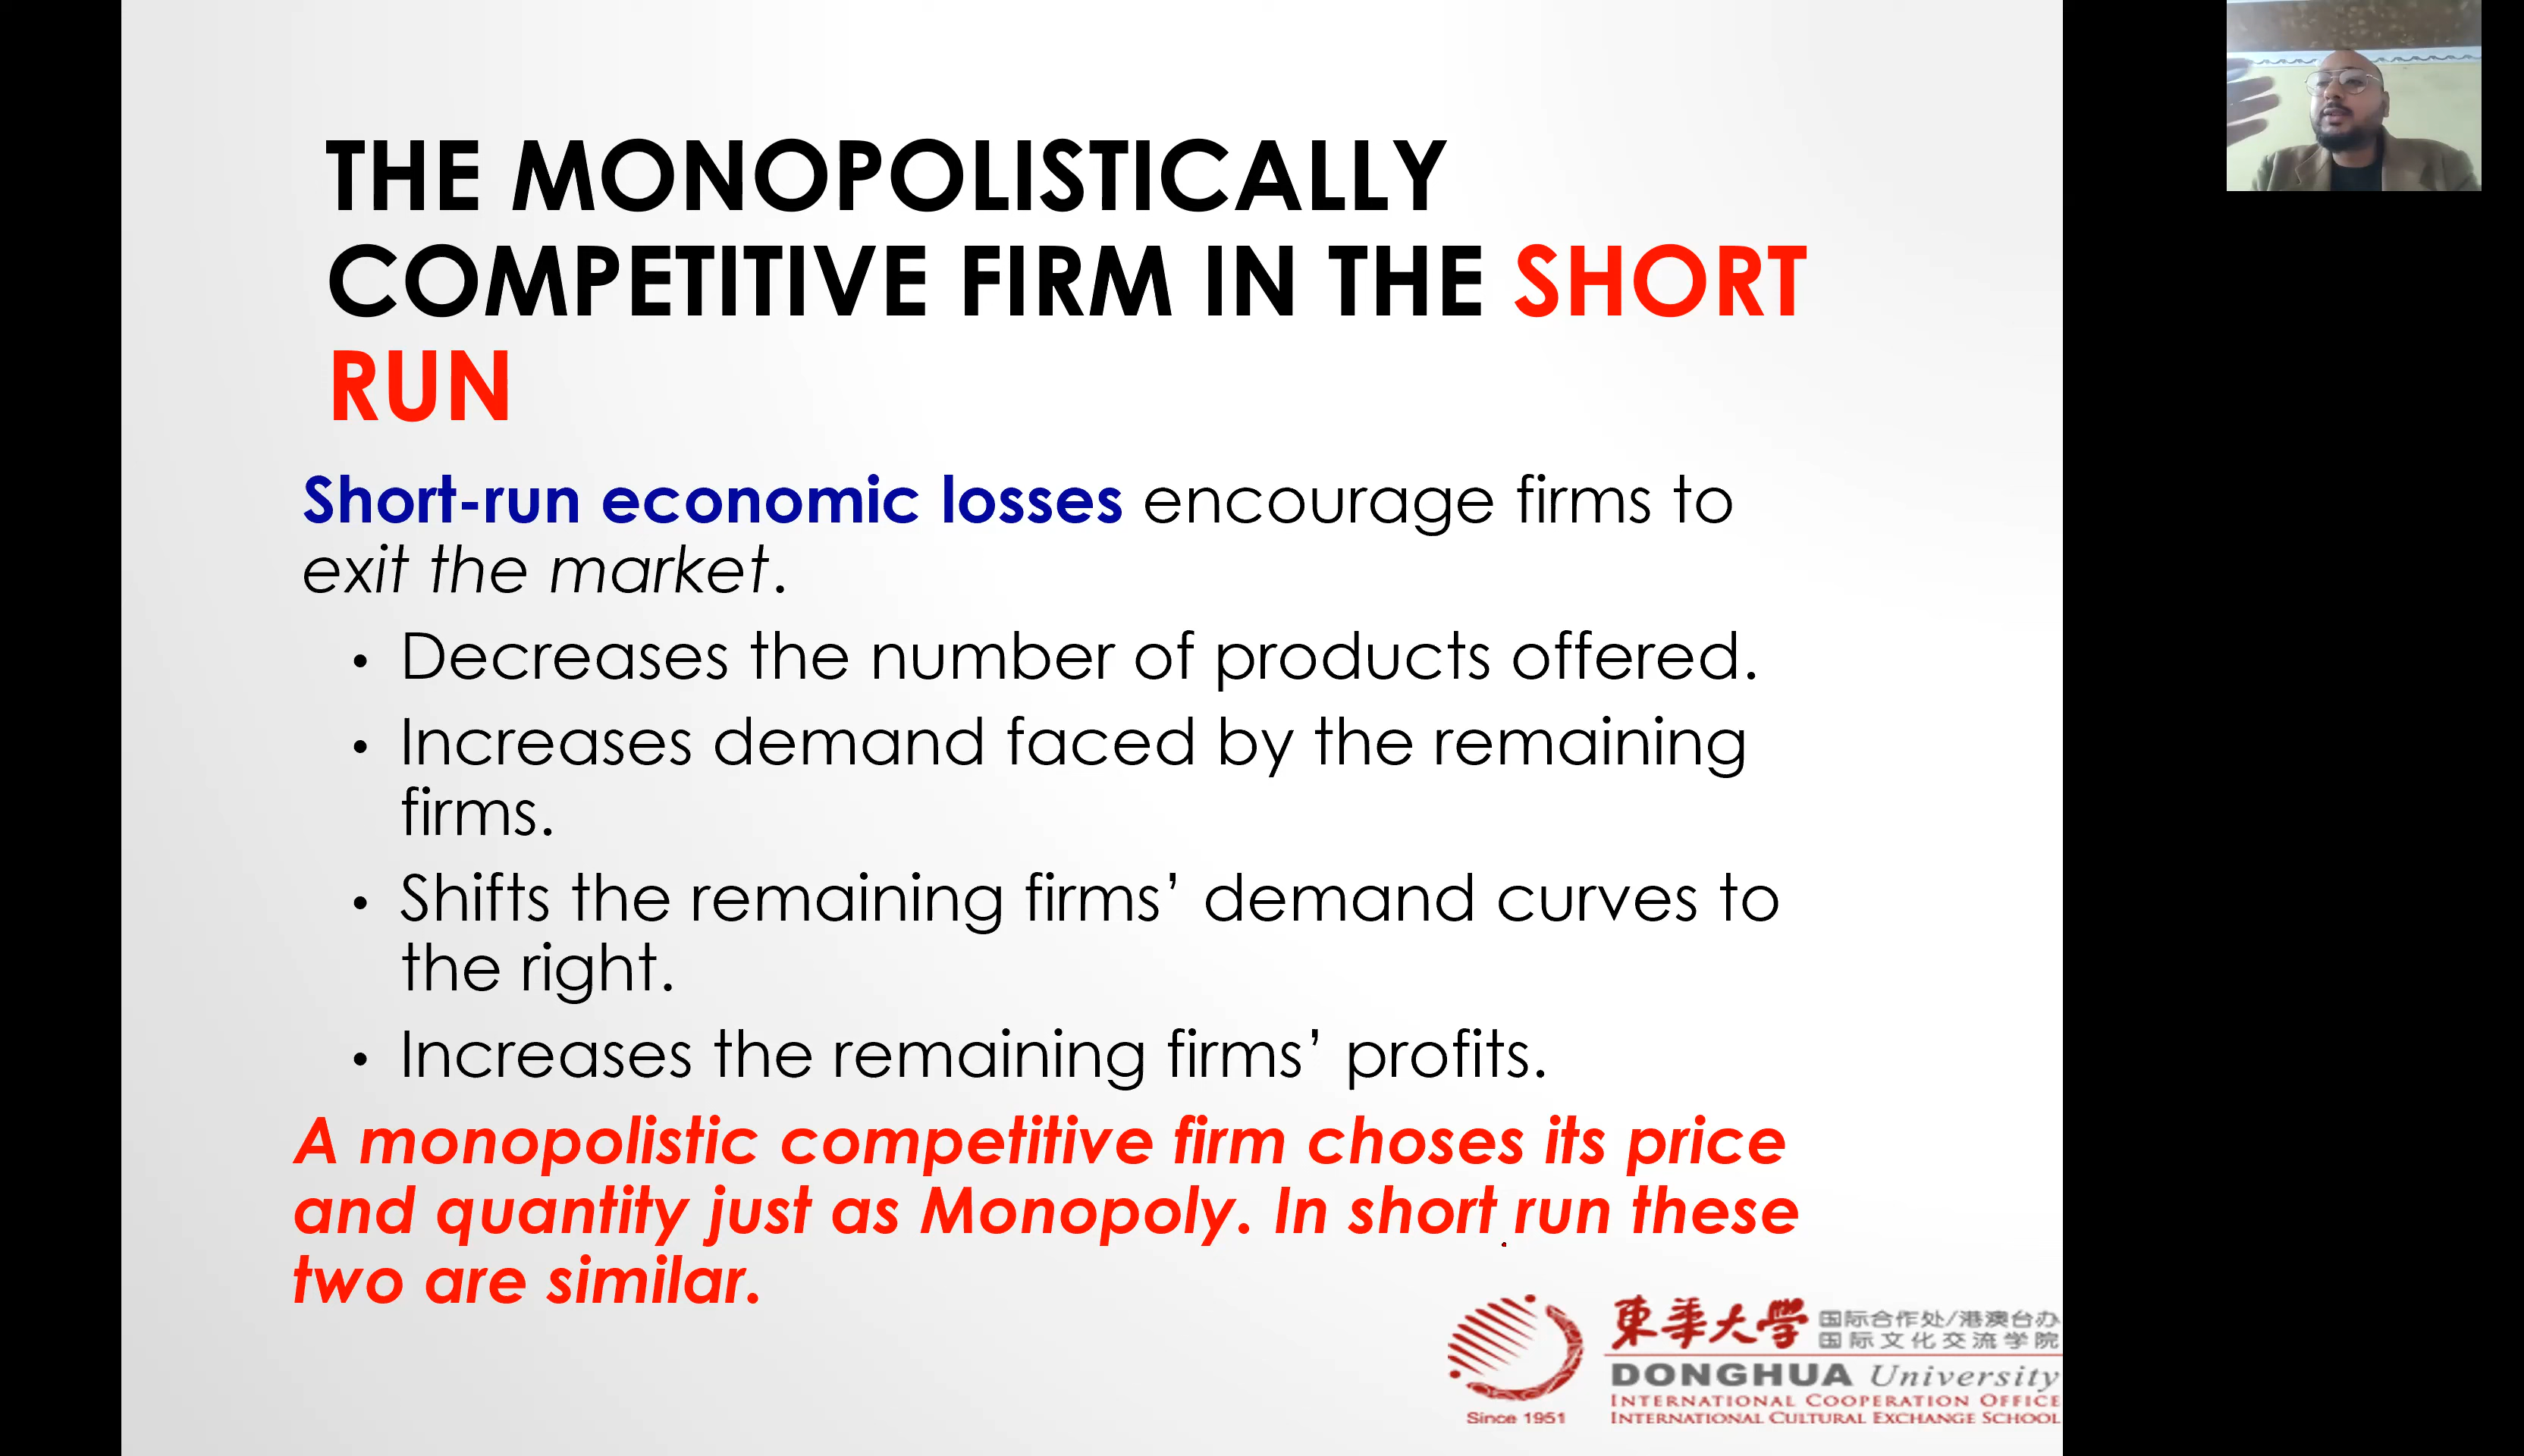 THE MONOPOLISTICALLY
COMPETITIVE FIRM IN THE SHORT
RUN
Short-run economic losses encourage firms to
exit the market.
• Decreases the number of products offered.
• Increases demand faced by the remaining
firms.
• Shifts the remaining firms’ demand curves to
the right.
• Increases the remaining firms’ profits.
A monopolistic competitive firm choses its price
and quantity just as Monopoly. In short run these
two are similar.
Since 1951
東華大學
国际合作处/港澳台办
国际文化交流学院
DONGHUA University
INTERNATIONAL COOPERATION OFFICE
INTERNATIONAL CULTURAL EXCHANGE SCHOOL